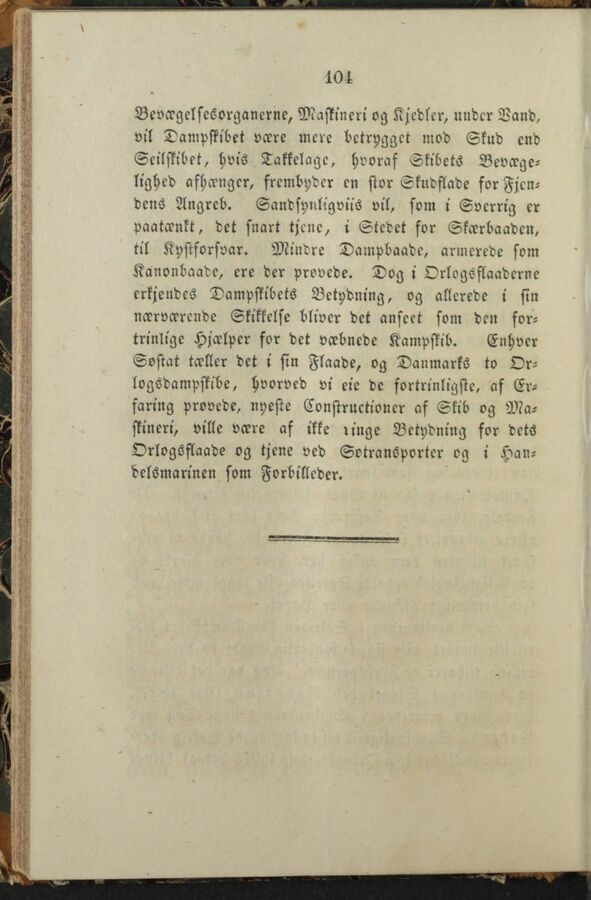 104
Bevægelsesorganerne, Maskineri og Kjedler, under Vand,
vil Dampskibet være mere betrygget mod Skud end
Seilskibet, hvis Takkelage, hvoraf Skibets Bevæge-
lighed afhænger, frembyder en stor Skudflade for Fjen-
dens Angreb. Sandsynligviis vil, som i Sverrig er
paatænkt, det snart tjene, i Stedet for Skærbaaden,
til Kystforsvar. Mindre Dampbaade, armerede som
Kanonbaade, ere der prøvede. Dog i Orlogsflaaderne
erkjendes Dampskibets Betydning, og allerede i sin
nærværende Skikkelse bliver det anseet som den for-
trinlige Hjælper for det væbnede Kampskib. Enhver
Søstat tæller det i sin Flaade, og Danmarks to Or-
logsdampskibe, hvorved vi eie de fortrinligste, af Er-
faring prøvede, nyeste Constructioner af Skib og Ma-
skineri, ville være af ikke ringe Betydning for dets
Orlogsflaade og tjene ved Søtransporter og i Han-
delsmarinen som Forbilleder.